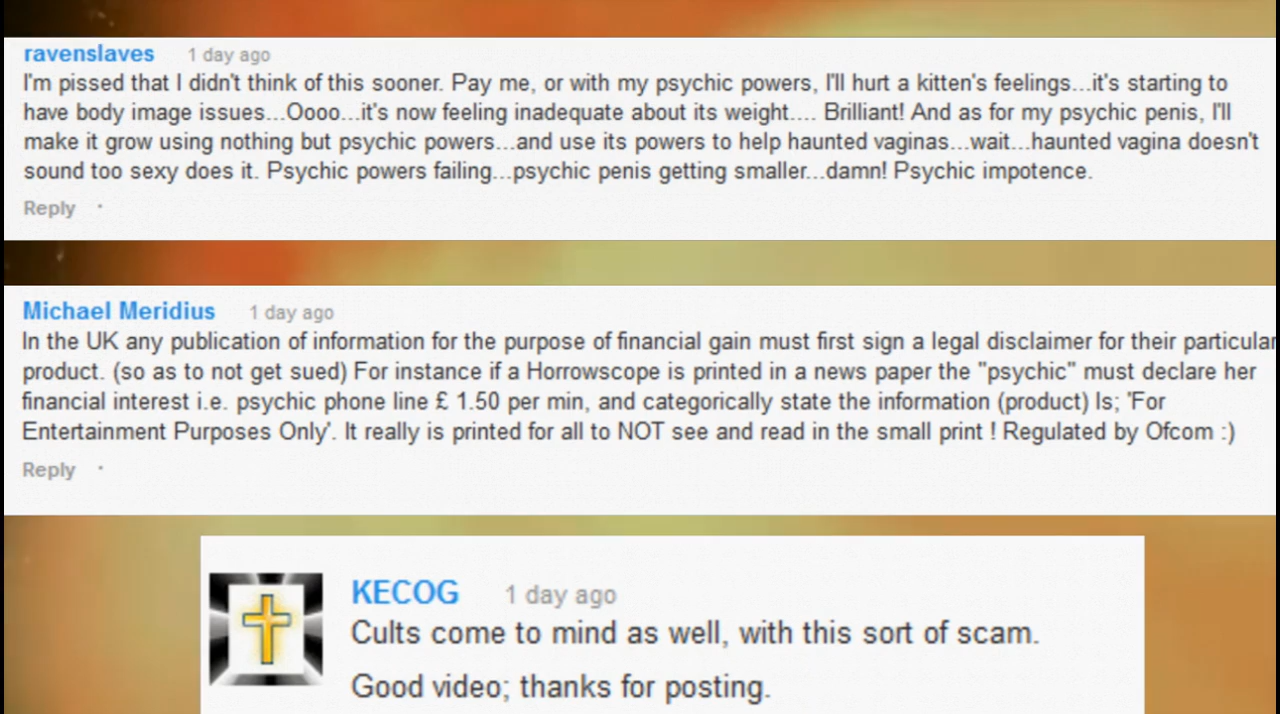 ravenslaves 1 day ago
I'm pissed that I didn't think of this sooner. Pay me, or with my psychic powers, I'll hurt a kitten's feelings...it's starting to
have body image issues...Oooo...it's now feeling inadequate about its weight.... Brilliant! And as for my psychic penis, I'll
make it grow using nothing but psychic powers...and use its powers to help haunted vaginas...wait...haunted vagina doesn't
sound too sexy does it. Psychic powers failing...psychic penis getting smaller...damn! Psychic impotence.
Reply ·
Michael Meridius 1 day ago
In the UK any publication of information for the purpose of financial gain must first sign a legal disclaimer for their particular
product. (so as to not get sued) For instance if a Horrowscope is printed in a news paper the "psychic" must declare her
financial interest i.e. psychic phone line £ 1.50 per min, and categorically state the information (product) Is; 'For
Entertainment Purposes Only'. It really is printed for all to NOT see and read in the small print ! Regulated by Ofcom :)
Reply ·
KECOG 1 day ago
Cults come to mind as well, with this sort of scam.
Good video; thanks for posting.